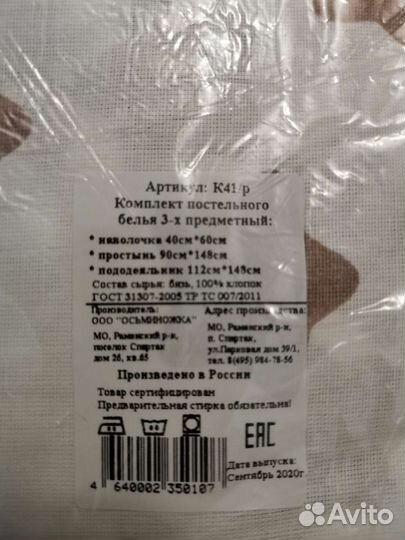 Артикул: К41/р
Комплект постельного
белья 3-х предметный:
* наволочка 40см*60см
* простынь 90см*148см
* пододеяльник 112см*148см
Состав сырья: бязь, 100% хлопок
ГОСТ 31307-2005 ТР ТС 007/2011
Производитель:
ООО "ОСЬМИНОЖКА"
МО, Раменский р-н,
поселок Спартак
дом 26, кв.65
Адрес производства:
МО, Раменский р-н,
п. Спартак,
ул.Парковая дом 39/1,
тел. 8(495) 984-78-56
Произведено в России
Товар сертифицирован
Предварительная стирка обязательна!
EAC
Дата выпуска:
Сентябрь 2020г.
4 640002 350107
Avito